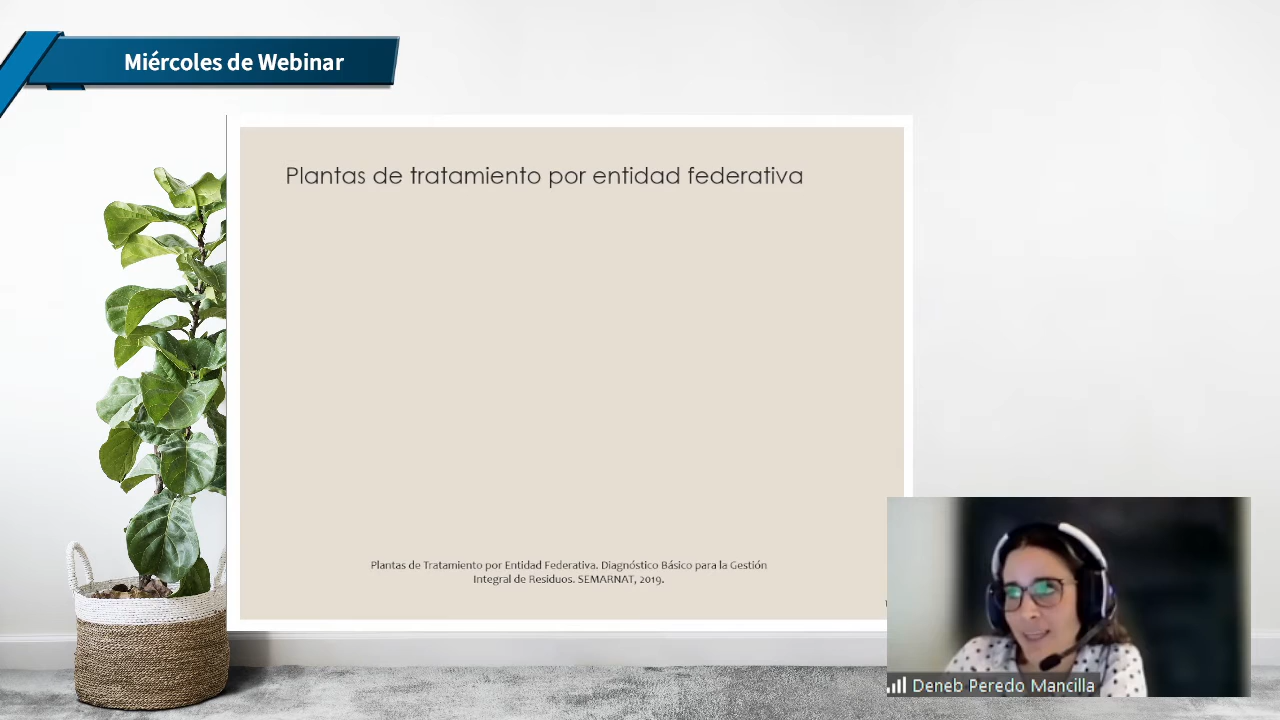 Miércoles de Webinar
Plantas de tratamiento por entidad federativa
Plantas de Tratamiento por Entidad Federativa. Diagnóstico Básico para la Gestión
Integral de Residuos. SEMARNAT, 2019.
Deneb Peredo Mancilla